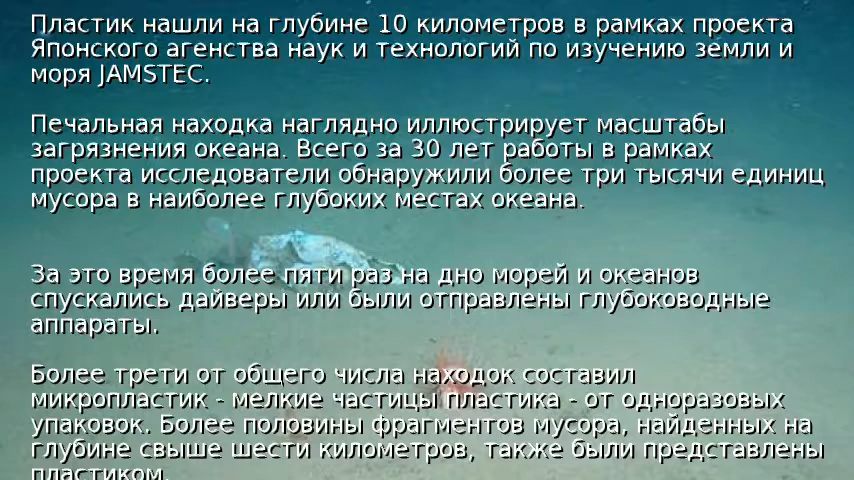 Пластик нашли на глубине 10 километров в рамках проекта
Японского агенства наук и технологий по изучению земли и
моря JAMSTEC.
Печальная находка наглядно иллюстрирует масштабы
загрязнения океана. Всего за 30 лет работы в рамках
проекта исследователи обнаружили более три тысячи единиц
мусора в наиболее глубоких местах океана.
За это время более пяти раз на дно морей и океанов
спускались дайверы или были отправлены глубоководные
аппараты.
Более трети от общего числа находок составил
микропластик - мелкие частицы пластика - от одноразовых
упаковок. Более половины фрагментов мусора, найденных на
глубине свыше шести километров, также были представлены
пластиком.